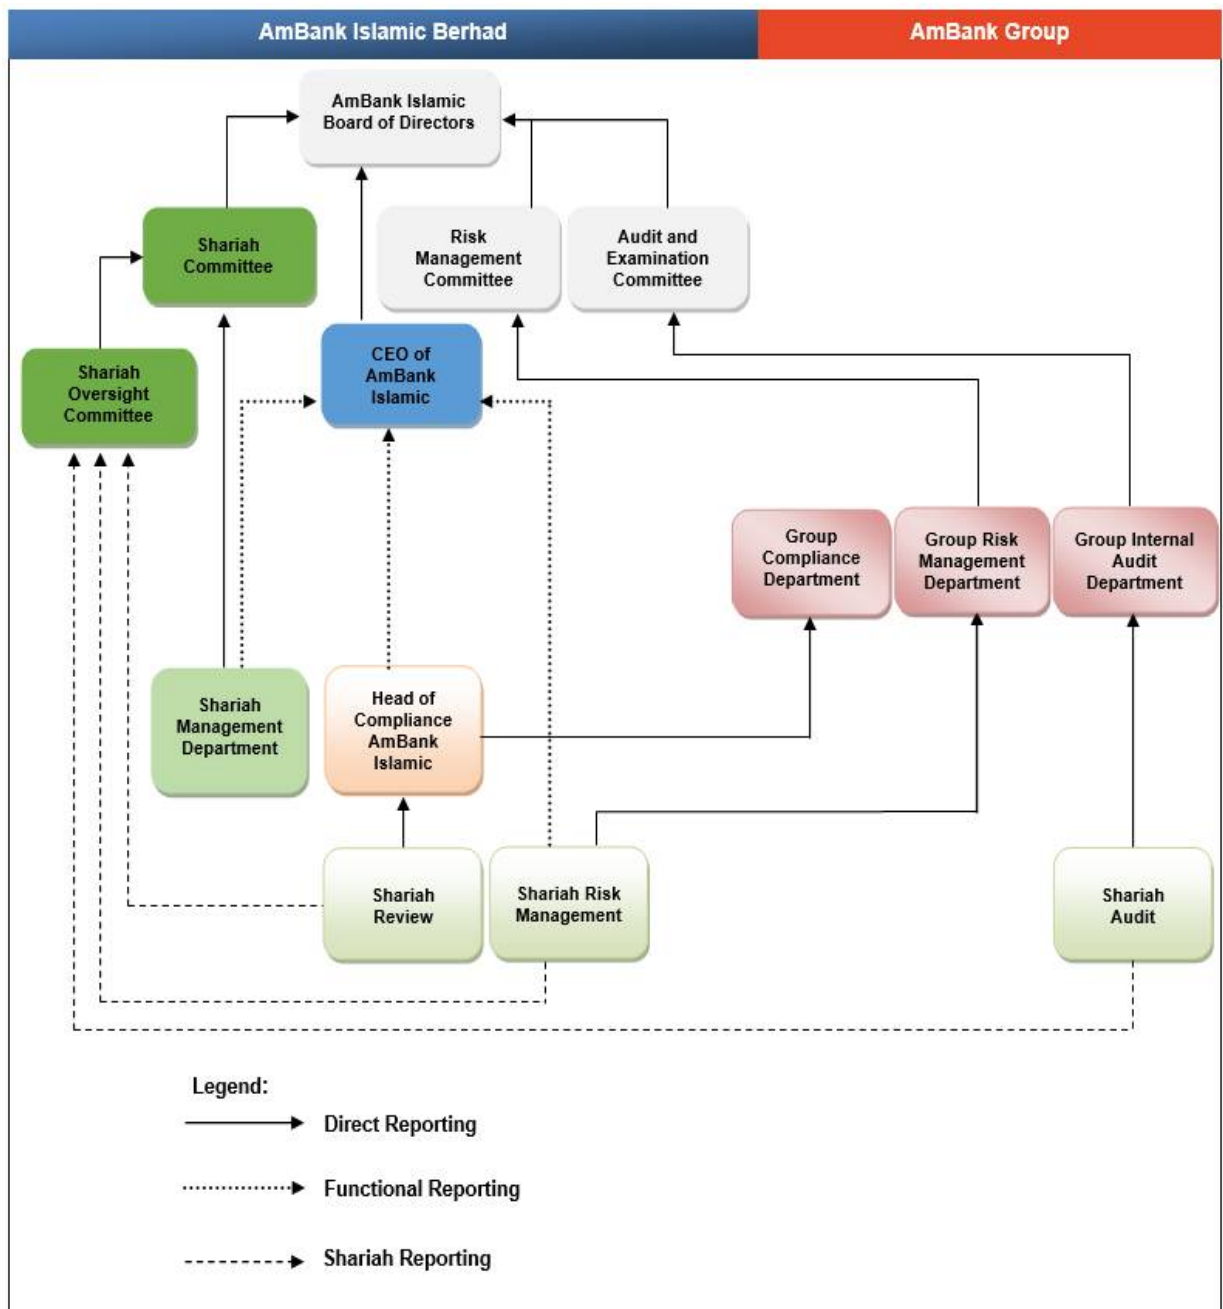 AmBank Islamic Berhad
AmBank Group
AmBank Islamic
Board of Directors
Shariah
Committee
Risk
Management
Committee
Audit and
Examination
Committee
Shariah
Oversight
Committee
CEO of
AmBank
Islamic
Group
Compliance
Department
Group Risk
Management
Department
Group Internal
Audit
Department
Shariah
Management
Department
Head of
Compliance
AmBank
Islamic
Shariah
Review
Shariah Risk
Management
Shariah
Audit
Legend:
Direct Reporting
Functional Reporting
Shariah Reporting